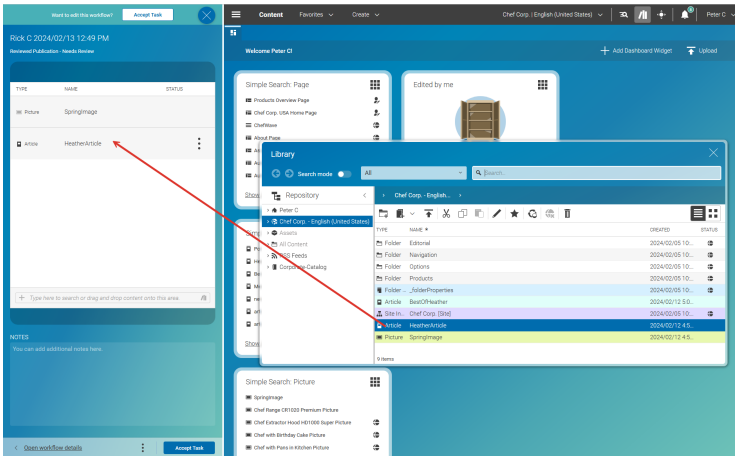 Want to edit this workflow?
Accept Task
Rick C 2024/02/13 12:49 PM
Reviewed Publication - Needs Review
TYPE NAME STATUS
Picture SpringImage
Article HeatherArticle
Type here to search or drag and drop content onto this area.
NOTES
You can add additional notes here.
Open workflow details
Accept Task
Content Favorites Create
Chef Corp. | English (United States)
Peter C
Welcome Peter C!
Add Dashboard Widget
Upload
Simple Search: Page
Products Overview Page
Chef Corp. USA Home Page
ChefWave
About Page
Show
Edited by me
Library
Search mode
All
Search...
Repository
Peter C
Chef Corp. - English (United States)
Assets
All Content
RSS Feeds
Corporate-Catalog
Chef Corp. - English...
TYPE NAME CREATED STATUS
Folder Editorial 2024/02/05 10:...
Folder Navigation 2024/02/05 10:...
Folder Options 2024/02/05 10:...
Folder Products 2024/02/05 10:...
Folder ... _folderProperties 2024/02/05 10:...
Article BestOfHeather 2024/02/12 5:0...
Site in... Chef Corp. [Site] 2024/02/05 10:...
Article HeatherArticle 2024/02/12 4:5...
Picture SpringImage 2024/02/12 4:5...
9 items
Show
Simple Search: Picture
SpringImage
Chef Range CR1020 Premium Picture
Chef Extractor Hood HD1000 Super Picture
Chef with Birthday Cake Picture
Chef with Pans in Kitchen Picture